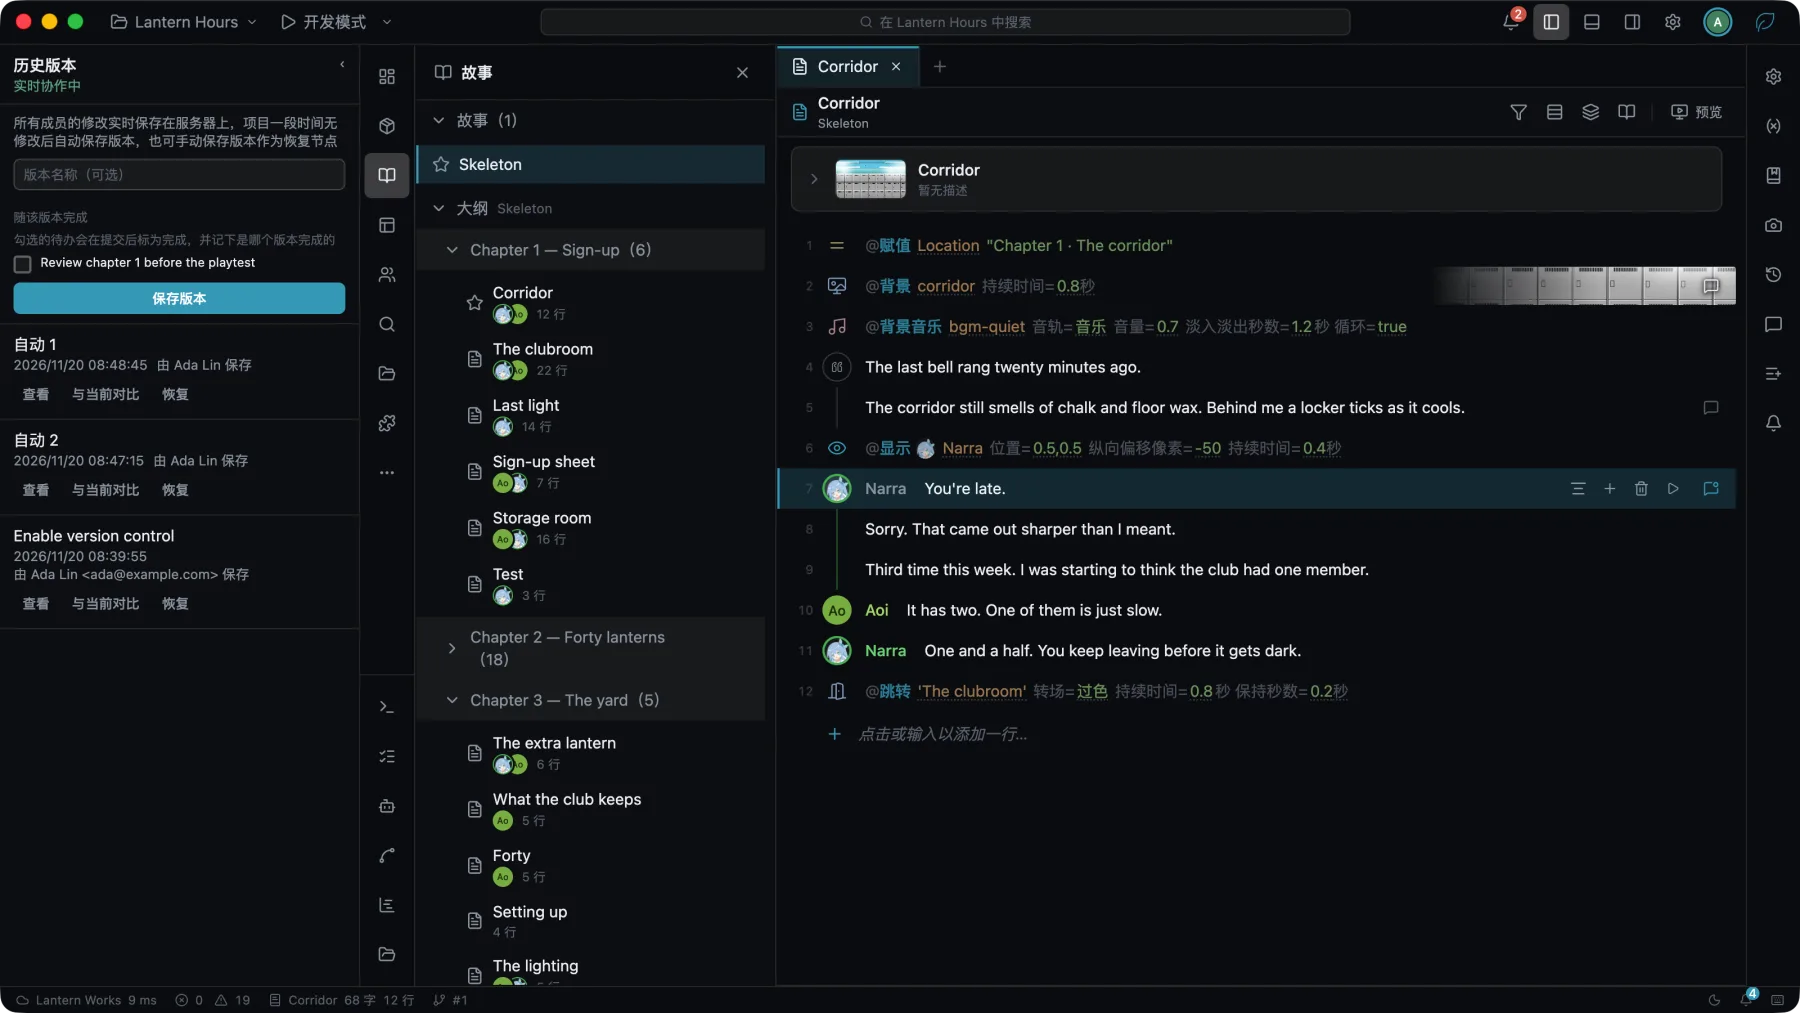 Lantern Hours
开发模式
在 Lantern Hours 中搜索
2
A
历史版本
实时协作中
所有成员的修改实时保存在服务器上，项目一段时间无
修改后自动保存版本，也可手动保存版本作为恢复节点
版本名称（可选）
随该版本完成
勾选的待办会在提交后标为完成，并记下是哪个版本完成的
Review chapter 1 before the playtest
保存版本
自动 1
2026/11/20 08:48:45 由 Ada Lin 保存
查看 与当前对比 恢复
自动 2
2026/11/20 08:47:15 由 Ada Lin 保存
查看 与当前对比 恢复
Enable version control
2026/11/20 08:39:55
由 Ada Lin <ada@example.com> 保存
查看 与当前对比 恢复
故事
故事（1）
Skeleton
大纲 Skeleton
Chapter 1 — Sign-up（6）
Corridor
Ao 12 行
The clubroom
Ao 22 行
Last light
14 行
Sign-up sheet
Ao 7 行
Storage room
Ao 16 行
Test
3 行
Chapter 2 — Forty lanterns
（18）
Chapter 3 — The yard（5）
The extra lantern
Ao 6 行
What the club keeps
Ao 5 行
Forty
Ao 5 行
Setting up
4 行
The lighting
Corridor
Corridor
Skeleton
预览
Corridor
暂无描述
1 @赋值 Location "Chapter 1 · The corridor"
2 @背景 corridor 持续时间=0.8秒
3 @背景音乐 bgm-quiet 音轨=音乐 音量=0.7 淡入淡出秒数=1.2秒 循环=true
4 The last bell rang twenty minutes ago.
5 The corridor still smells of chalk and floor wax. Behind me a locker ticks as it cools.
6 @显示 Narra 位置=0.5,0.5 纵向偏移像素=-50 持续时间=0.4秒
7 Narra You're late.
8 Sorry. That came out sharper than I meant.
9 Third time this week. I was starting to think the club had one member.
10 Ao Aoi It has two. One of them is just slow.
11 Narra One and a half. You keep leaving before it gets dark.
12 @跳转 'The clubroom' 转场=过色 持续时间=0.8秒 保持秒数=0.2秒
点击或输入以添加一行...
Lantern Works 9 ms 0 19 Corridor 68 字 12 行 #1
4